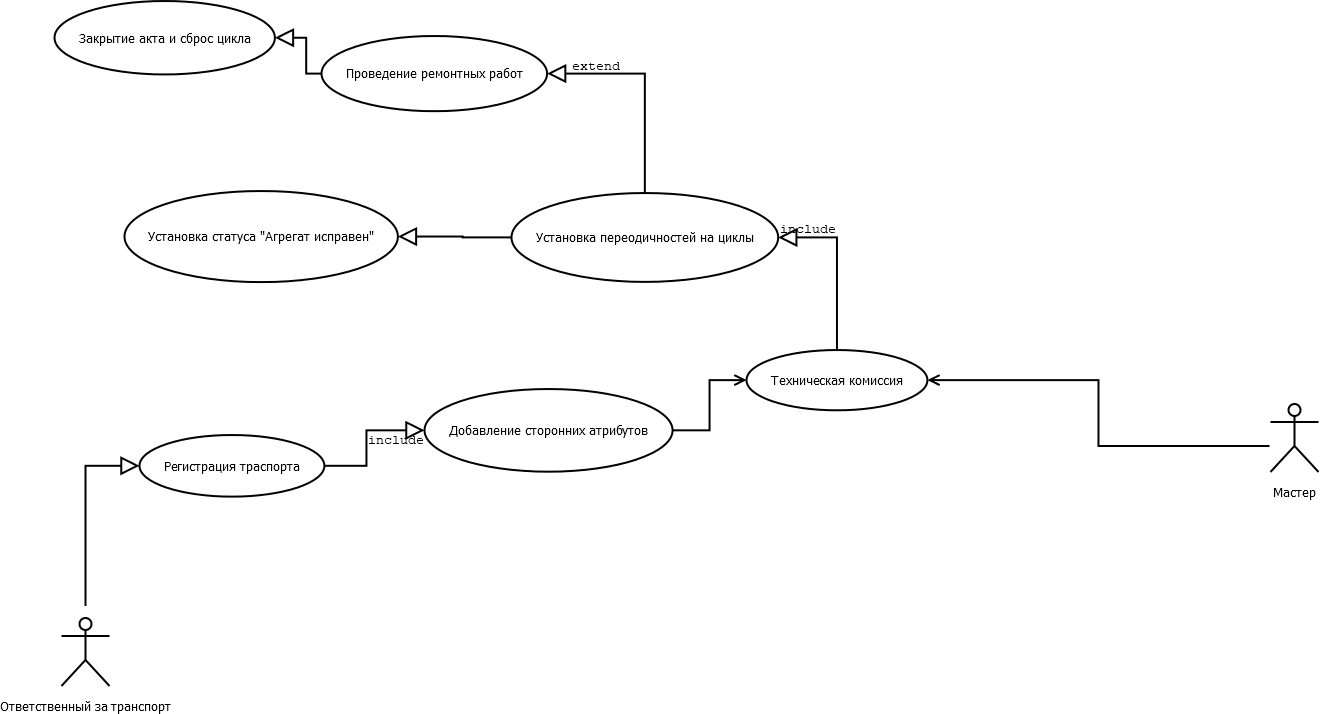 Закрытие акта и сброс цикла
extend
Проведение ремонтных работ
include
Установка статуса "Агрегат исправен"
Установка переодичностей на циклы
Техническая комиссия
Добавление сторонних атрибутов
include
Регистрация траспорта
Мастер
Ответственный за транспорт